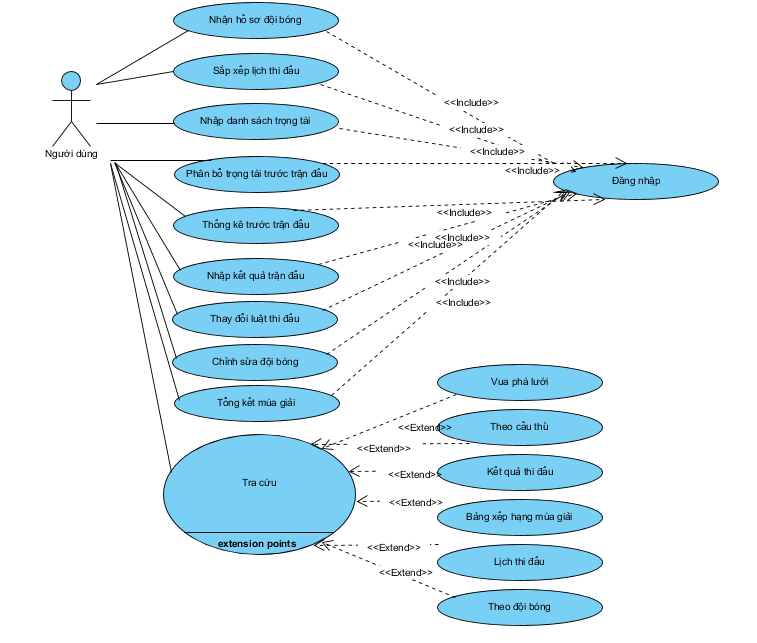 Nhận hồ sơ đội bóng
Sắp xếp lịch thi đấu
<<Include>>
Nhập danh sách trọng tài
<<Include>>
Người dùng
<<Include>>
Phân bổ trọng tài trước trận đấu
<<Include>>
Đăng nhập
Thống kê trước trận đấu
<<Include>>
<<Include>>
<<Include>>
Nhập kết quả trận đấu
<<Include>>
<<Include>>
Thay đổi luật thi đấu
Chỉnh sửa đội bóng
Vua phá lưới
Tổng kết mùa giải
<<Extend>>
Theo cầu thủ
<<Extend>>
Kết quả thi đấu
<<Extend>>
Tra cứu
<<Extend>>
Bảng xếp hạng mùa giải
extension points
<<Extend>>
Lịch thi đấu
<<Extend>>
Theo đội bóng